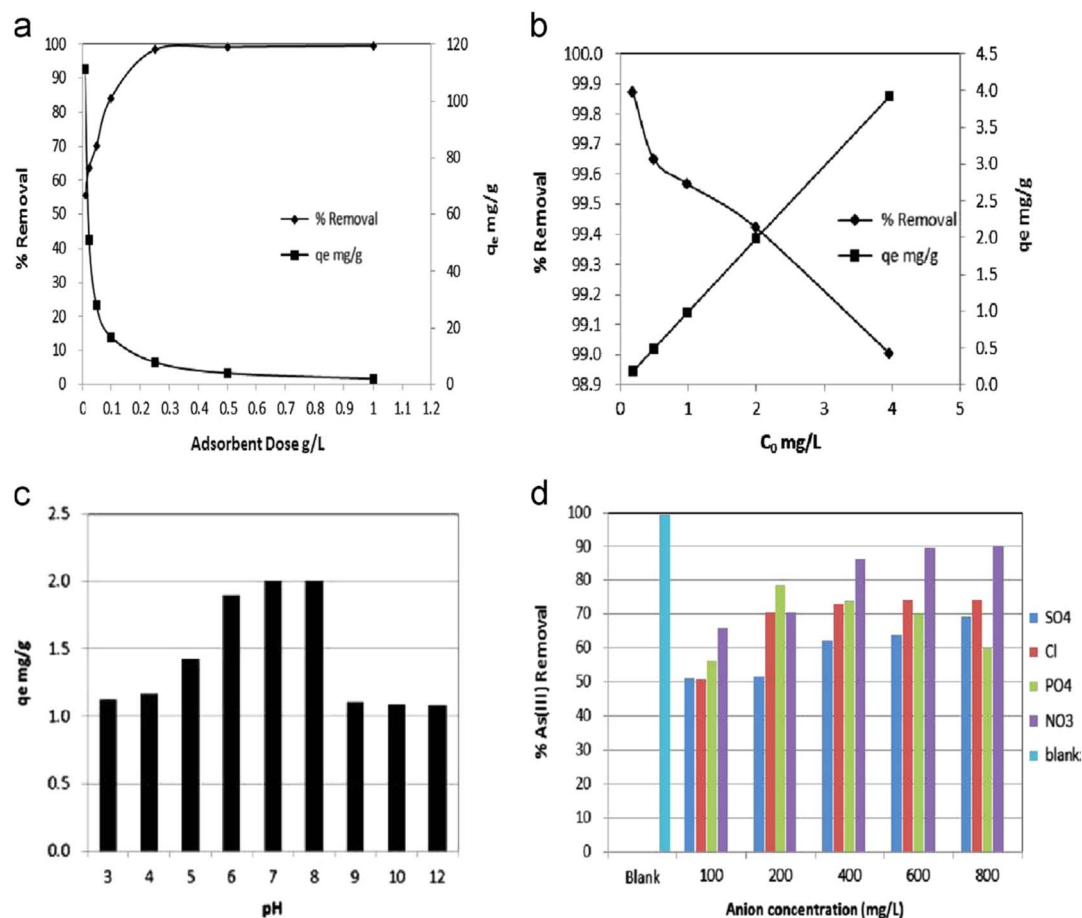 a
100
90
80
70
60
50
40
30
20
10
0
% Removal
120
100
80
60
40
20
0
qe mg/g
% Removal
qe mg/g
0 0.1 0.2 0.3 0.4 0.5 0.6 0.7 0.8 0.9 1 1.1 1.2
Adsorbent Dose g/L
b
100.0
99.9
99.8
99.7
99.6
99.5
99.4
99.3
99.2
99.1
99.0
98.9
% Removal
4.5
4.0
3.5
3.0
2.5
2.0
1.5
1.0
0.5
0.0
qe mg/g
% Removal
qe mg/g
0 1 2 3 4 5
C0 mg/L
c
2.5
2.0
1.5
1.0
0.5
0.0
qe mg/g
3 4 5 6 7 8 9 10 12
pH
d
100
90
80
70
60
50
40
30
20
10
0
% As(III) Removal
SO4
Cl
PO4
NO3
blank
Blank 100 200 400 600 800
Anion concentration (mg/L)